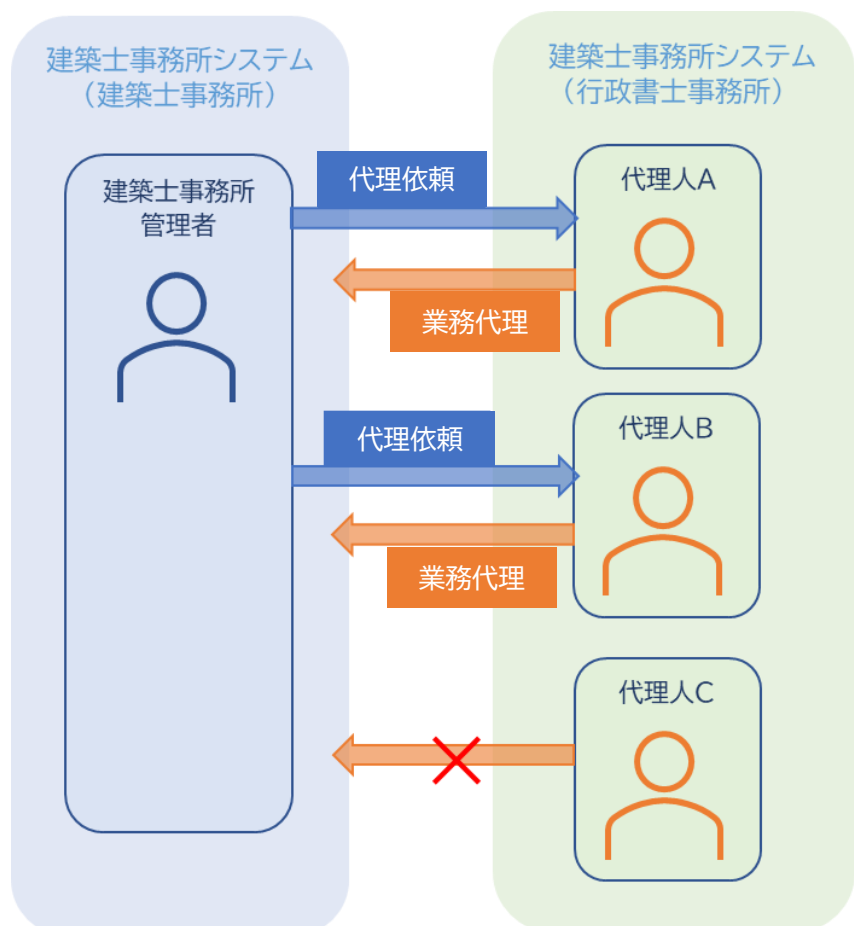 建築士事務所システム
（建築士事務所）
建築士事務所システム
（行政書士事務所）
建築士事務所
管理者
代理依頼
代理人A
業務代理
代理依頼
代理人B
業務代理
代理人C